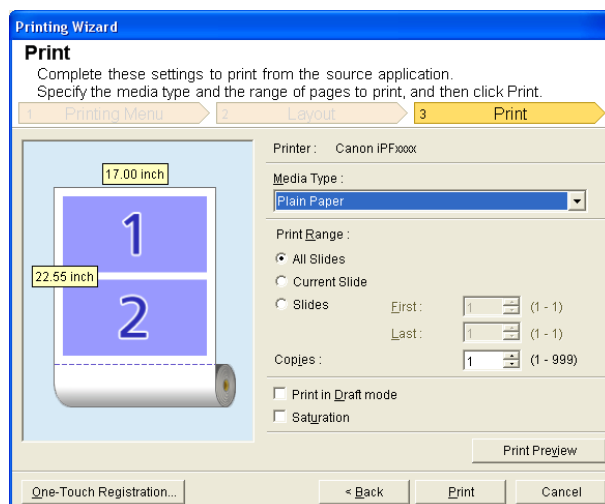 Printing Wizard
Print
Complete these settings to print from the source application.
Specify the media type and the range of pages to print, and then click Print.
1 Printing Menu 2 Layout 3 Print
17.00 inch
22.55 inch
1
2
Printer : Canon iPFxxxx
Media Type :
Plain Paper
Print Range :
All Slides
Current Slide
Slides First : 1 (1 - 1)
Last : 1 (1 - 1)
Copies : 1 (1 - 999)
Print in Draft mode
Saturation
Print Preview
One-Touch Registration... < Back Print Cancel